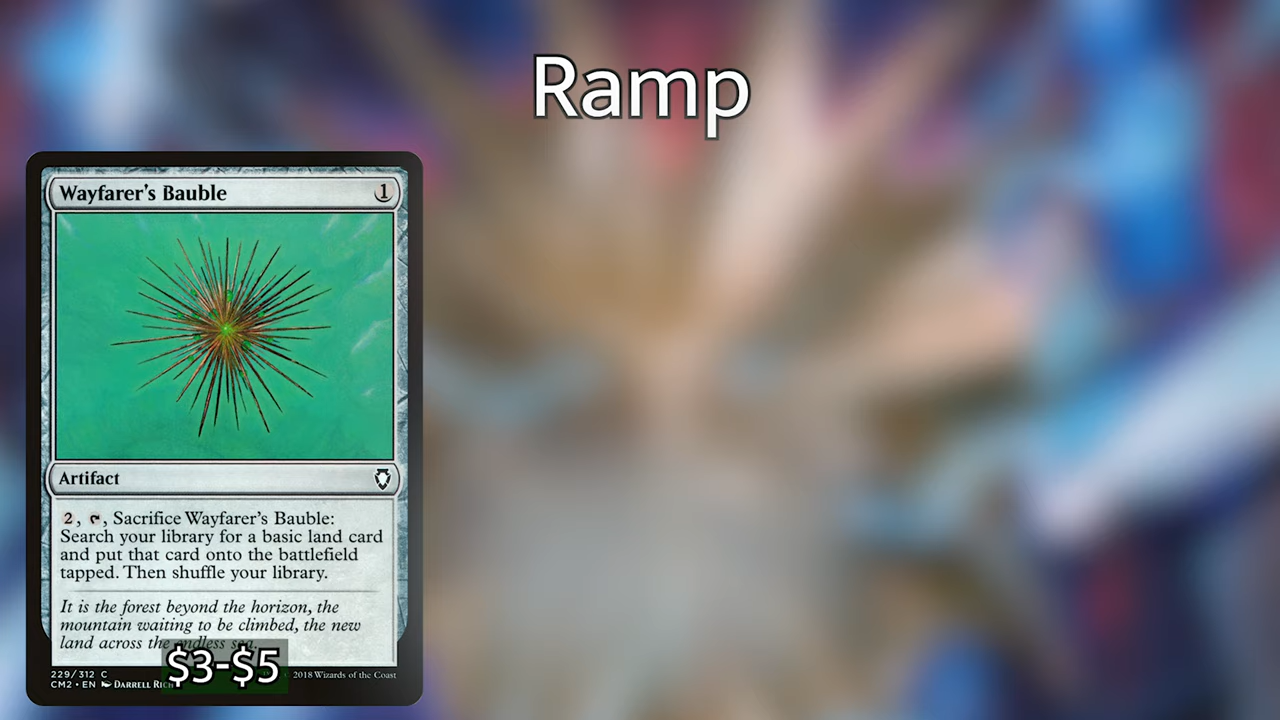 Ramp
Wayfarer's Bauble 1
Artifact
2, , Sacrifice Wayfarer's Bauble:
Search your library for a basic land card
and put that card onto the battlefield
tapped. Then shuffle your library.
It is the forest beyond the horizon, the
mountain waiting to be climbed, the new
land across the endless sea.
$3-$5
229/312 C
CM2 • EN DARRELL
2018 Wizards of the Coast